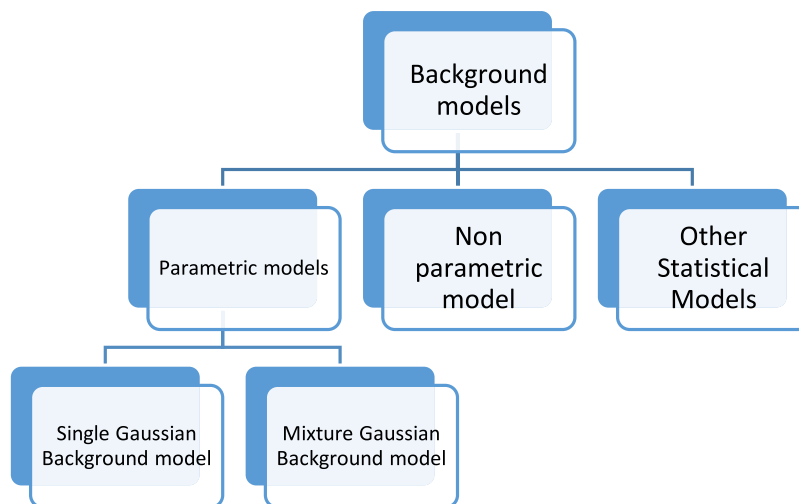 Background
models
Parametric models
Non
parametric
model
Other
Statistical
Models
Single Gaussian
Background model
Mixture Gaussian
Background model